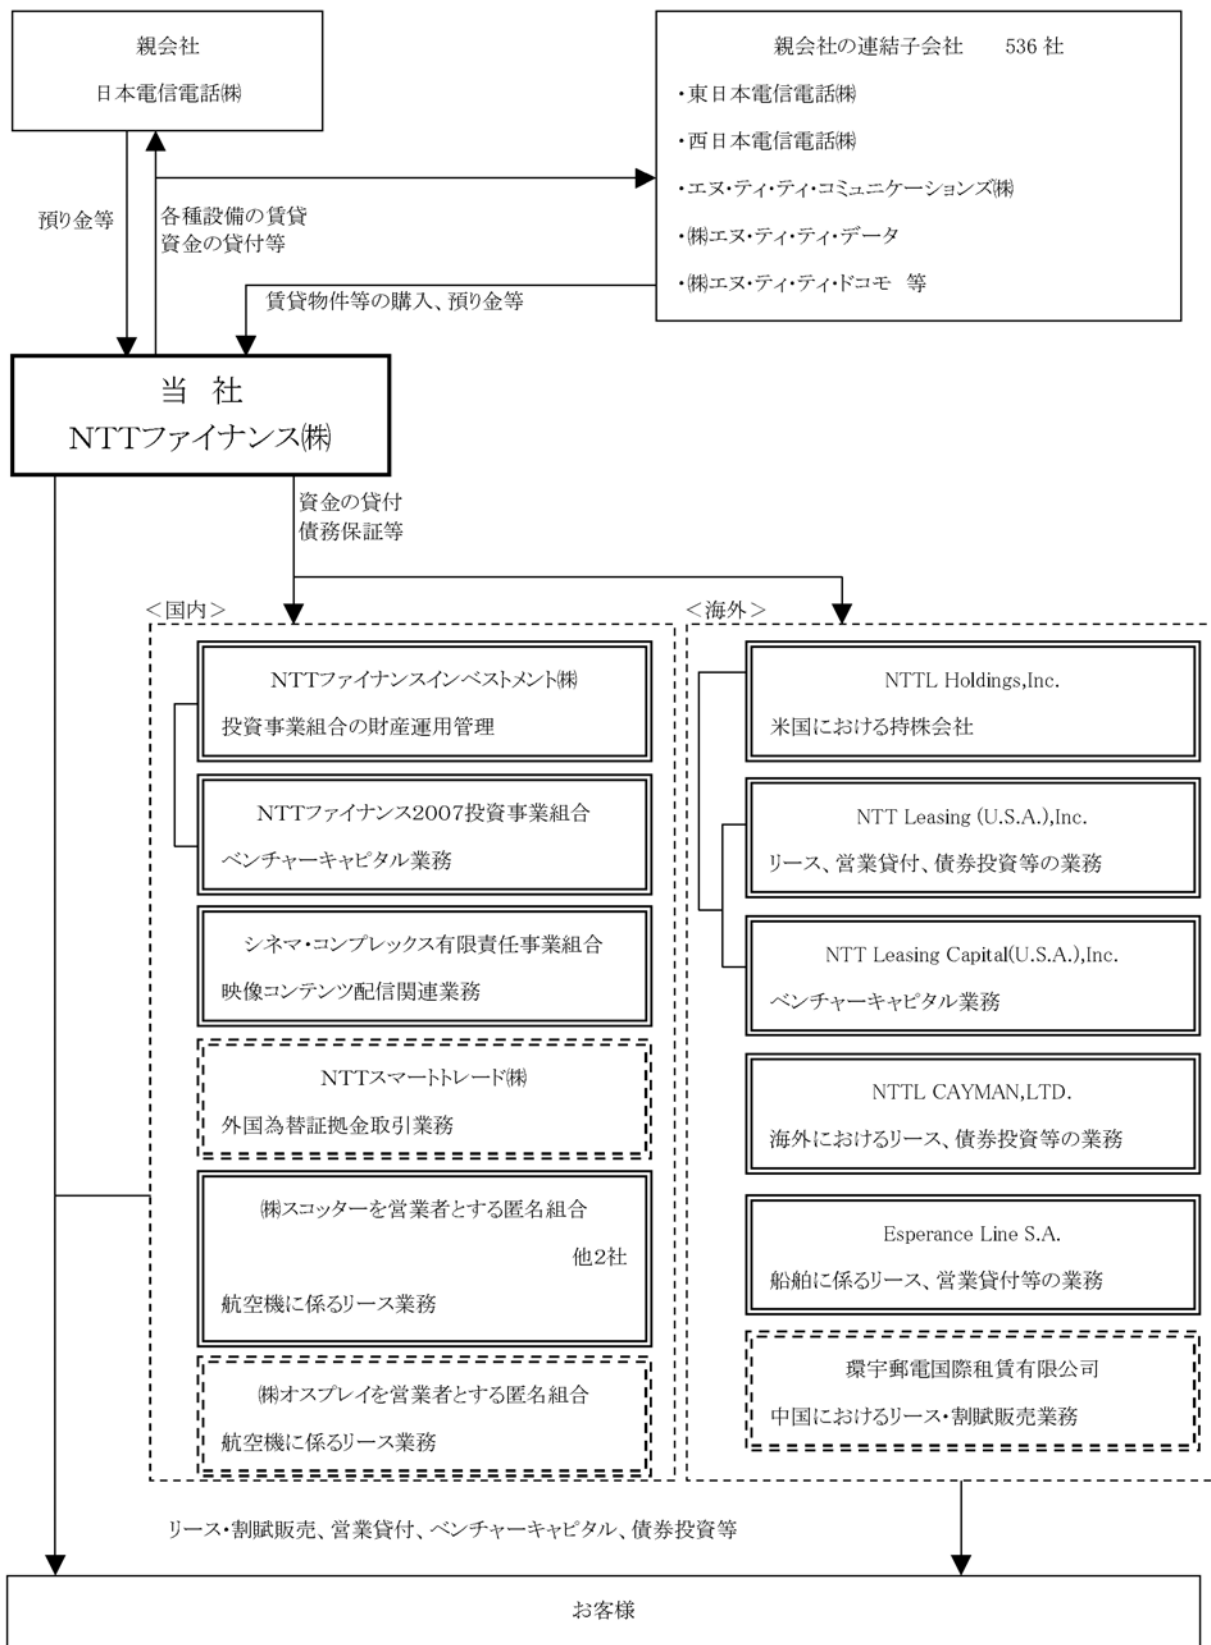 親会社
日本電信電話㈱
親会社の連結子会社　536 社
・東日本電信電話㈱
・西日本電信電話㈱
・エヌ・ティ・ティ・コミュニケーションズ㈱
・㈱エヌ・ティ・ティ・データ
・㈱エヌ・ティ・ティ・ドコモ 等
預り金等
各種設備の賃貸
資金の貸付等
賃貸物件等の購入、預り金等
当 社
NTTファイナンス㈱
資金の貸付
債務保証等
＜国内＞
NTTファイナンスインベストメント㈱
投資事業組合の財産運用管理
NTTファイナンス2007投資事業組合
ベンチャーキャピタル業務
シネマ・コンプレックス有限責任事業組合
映像コンテンツ配信関連業務
NTTスマートトレード㈱
外国為替証拠金取引業務
㈱スコッターを営業者とする匿名組合
他2社
航空機に係るリース業務
㈱オスプレイを営業者とする匿名組合
航空機に係るリース業務
＜海外＞
NTTL Holdings,Inc.
米国における持株会社
NTT Leasing (U.S.A.),Inc.
リース、営業貸付、債券投資等の業務
NTT Leasing Capital(U.S.A.),Inc.
ベンチャーキャピタル業務
NTTL CAYMAN,LTD.
海外におけるリース、債券投資等の業務
Esperance Line S.A.
船舶に係るリース、営業貸付等の業務
環宇郵電国際租賃有限公司
中国におけるリース・割賦販売業務
リース・割賦販売、営業貸付、ベンチャーキャピタル、債券投資等
お客様